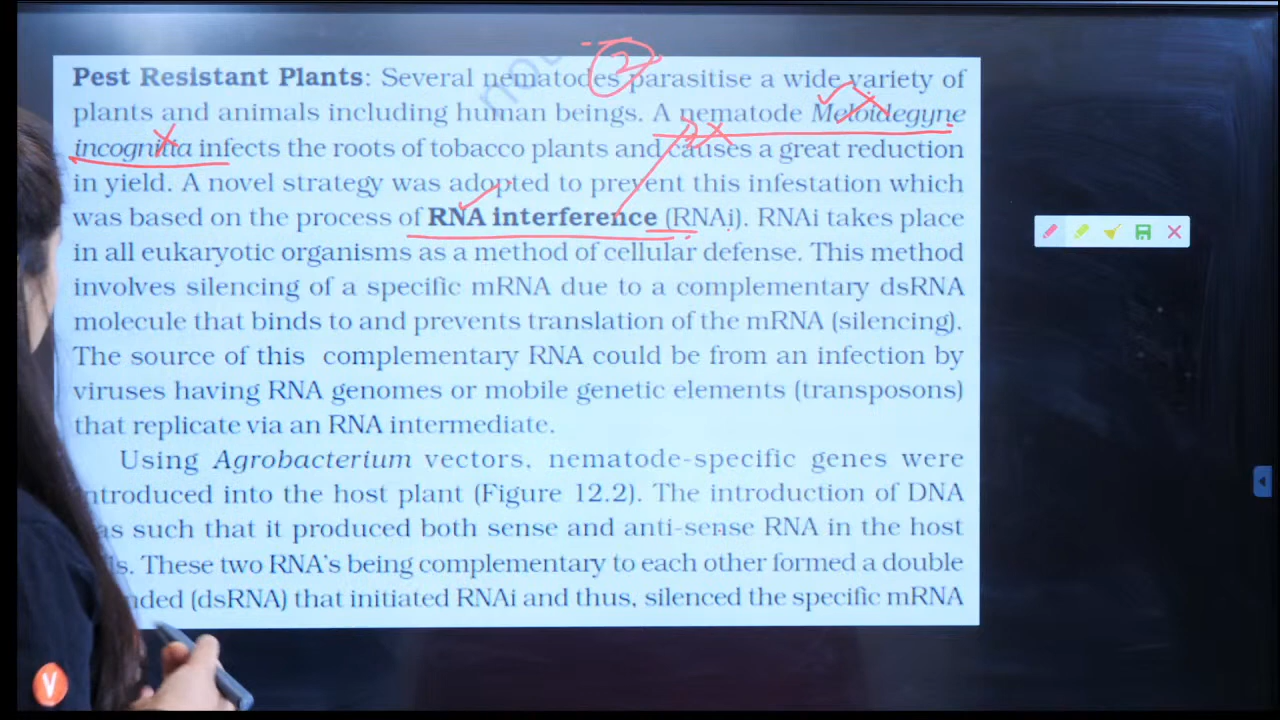 Pest Resistant Plants: Several nematodes parasitise a wide variety of
plants and animals including human beings. A nematode Meloidegyne
incognitia infects the roots of tobacco plants and causes a great reduction
in yield. A novel strategy was adopted to prevent this infestation which
was based on the process of RNA interference (RNAi). RNAi takes place
in all eukaryotic organisms as a method of cellular defense. This method
involves silencing of a specific mRNA due to a complementary dsRNA
molecule that binds to and prevents translation of the mRNA (silencing).
The source of this complementary RNA could be from an infection by
viruses having RNA genomes or mobile genetic elements (transposons)
that replicate via an RNA intermediate.
Using Agrobacterium vectors, nematode-specific genes were
ntroduced into the host plant (Figure 12.2). The introduction of DNA
as such that it produced both sense and anti-sense RNA in the host
ls. These two RNA's being complementary to each other formed a double
nded (dsRNA) that initiated RNAi and thus, silenced the specific mRNA
2
V